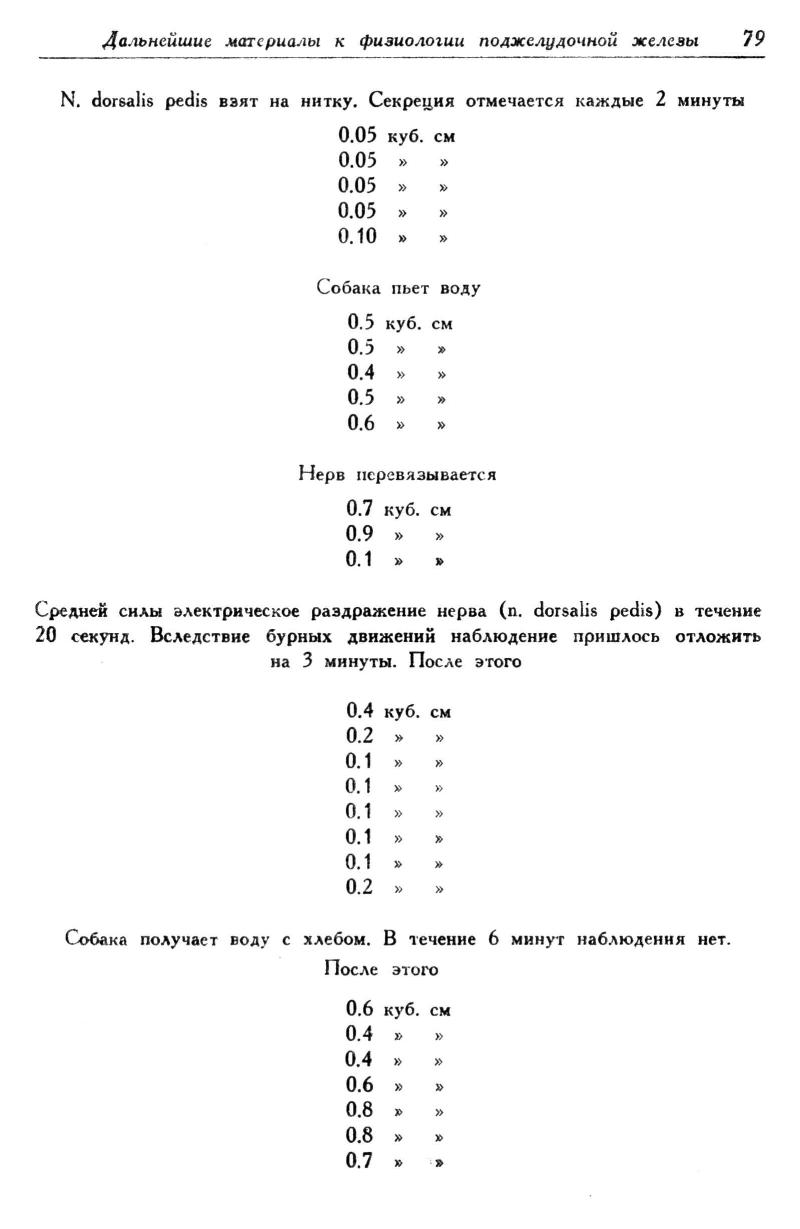 Дальнейшие материалы к физиологии поджелудочной железы 79
N. dorsalis pedis взят на нитку. Секреция отмечается каждые 2 минуты
0.05 куб. см
0.05 » »
0.05 » »
0.05 » »
0.10 » »
Собака пьет воду
0.5 куб. см
0.5 » »
0.4 » »
0.5 » »
0.6 » »
Нерв перевязывается
0.7 куб. см
0.9 » »
0.1 » »
Средней силы электрическое раздражение нерва (n. dorsalis pedis) в течение
20 секунд. Вследствие бурных движений наблюдение пришлось отложить
на 3 минуты. После этого
0.4 куб. см
0.2 » »
0.1 » »
0.1 » »
0.1 » »
0.1 » »
0.1 » »
0.2 » »
Собака получает воду с хлебом. В течение 6 минут наблюдения нет.
После этого
0.6 куб. см
0.4 » »
0.4 » »
0.6 » »
0.8 » »
0.8 » »
0.7 » »